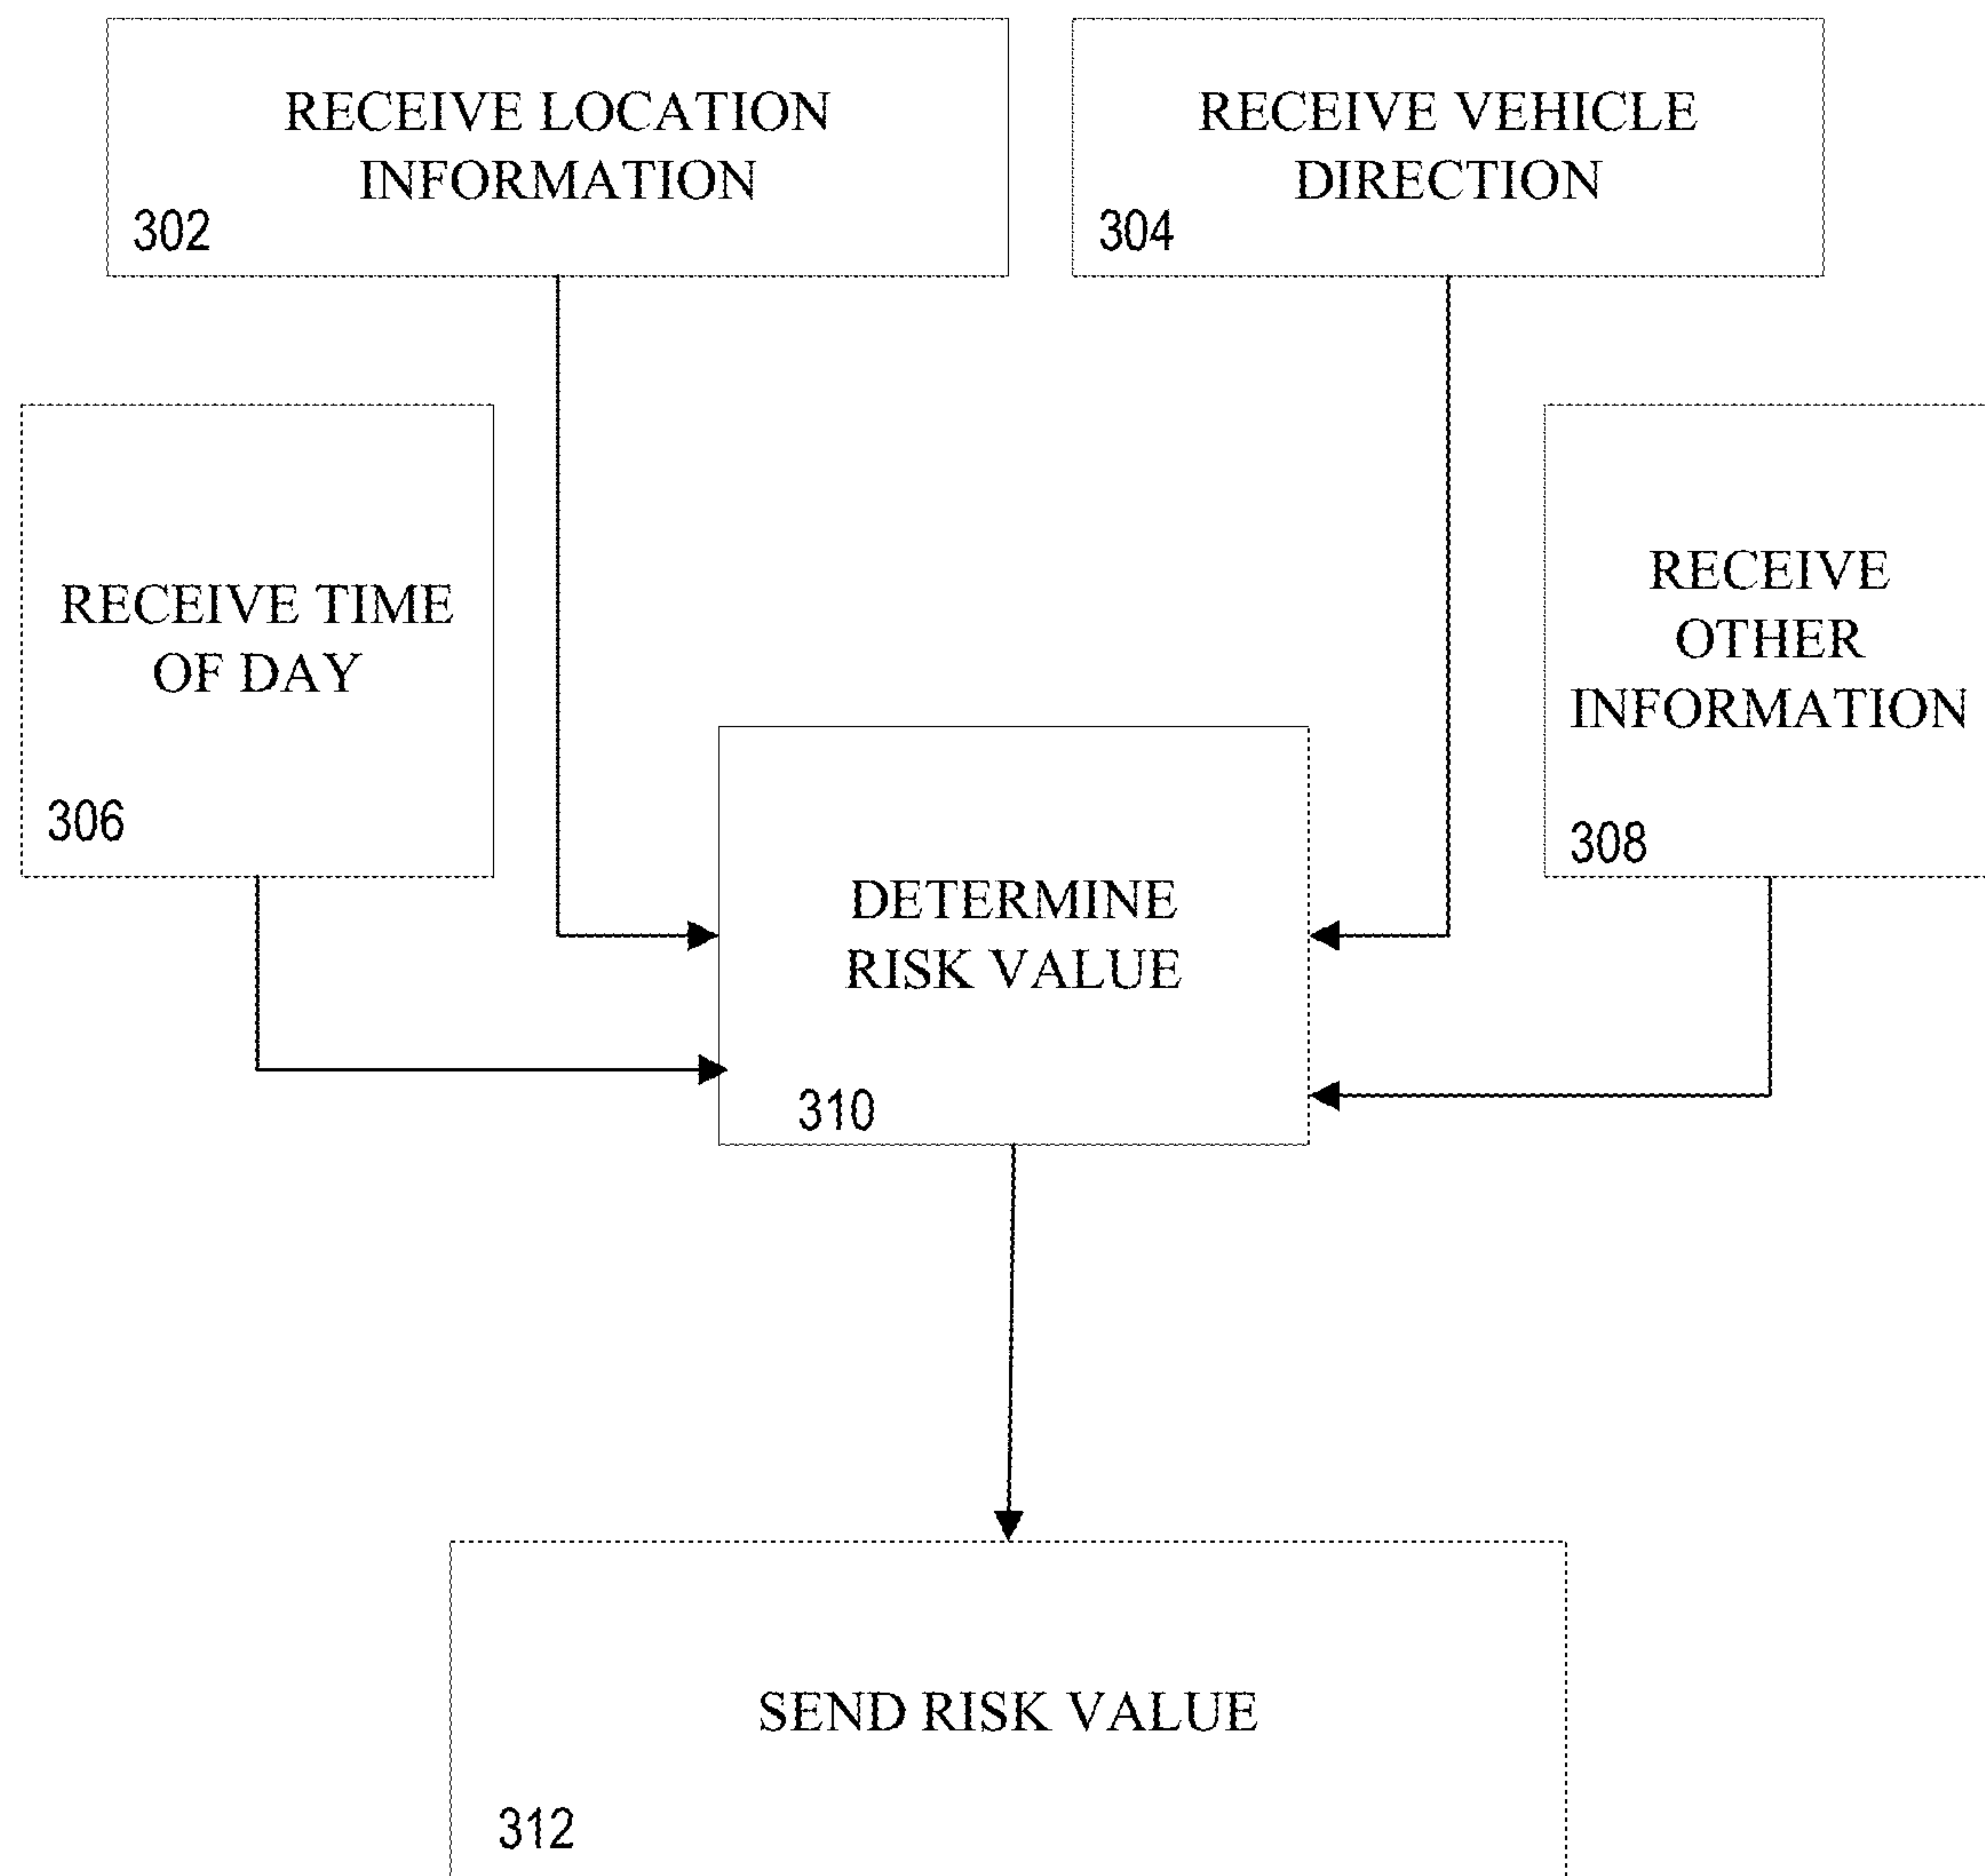 RECEIVE LOCATION
INFORMATION
302
RECEIVE VEHICLE
DIRECTION
304
RECEIVE TIME
OF DAY
306
RECEIVE
OTHER
INFORMATION
308
DETERMINE
RISK VALUE
310
SEND RISK VALUE
312